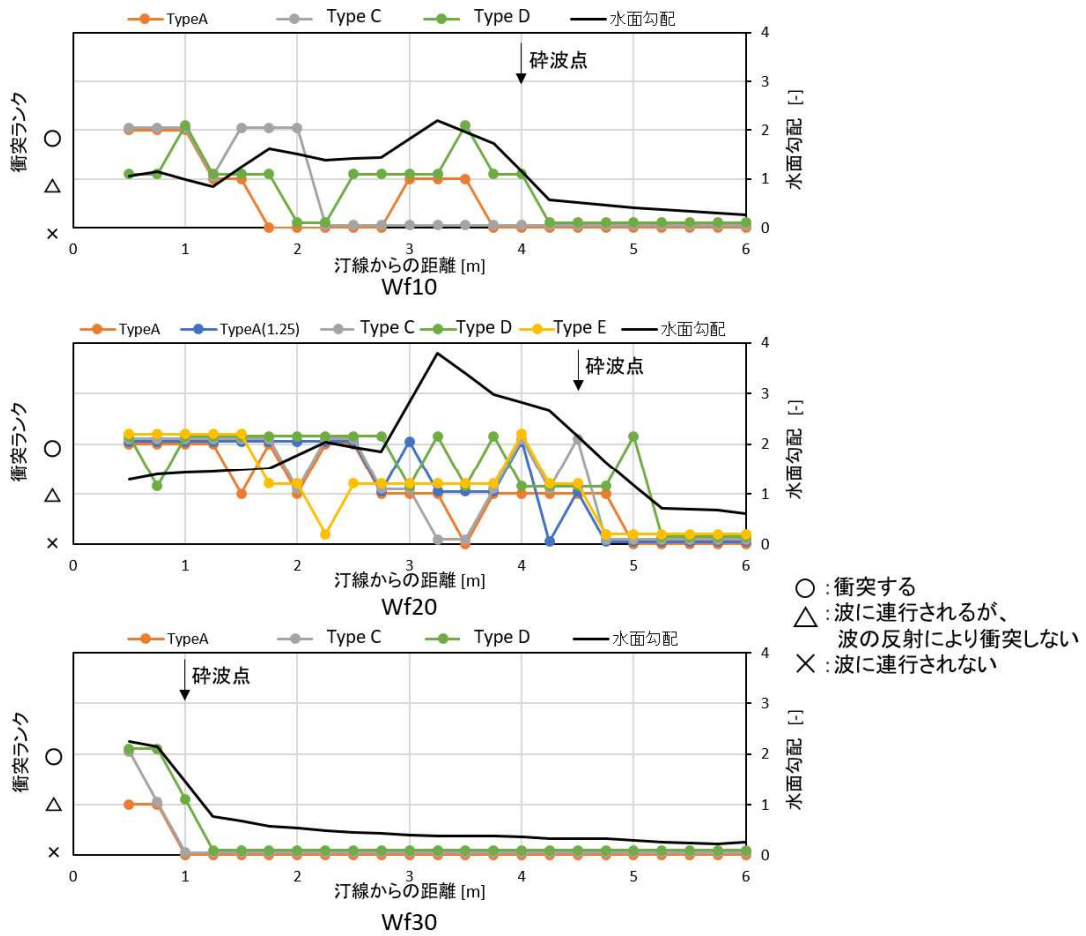 TypeA Type C Type D 水面勾配
衝突ランク
○
△
×
砕波点
4
3
2
1
0
水面勾配 [-]
0 1 2 3 4 5 6
汀線からの距離 [m]
Wf10
TypeA TypeA(1.25) Type C Type D Type E 水面勾配
衝突ランク
○
△
×
砕波点
4
3
2
1
0
水面勾配 [-]
0 1 2 3 4 5 6
汀線からの距離 [m]
Wf20
○ : 衝突する
△ : 波に連行されるが、
波の反射により衝突しない
× : 波に連行されない
TypeA Type C Type D 水面勾配
衝突ランク
○
△
×
砕波点
4
3
2
1
0
水面勾配 [-]
0 1 2 3 4 5 6
汀線からの距離 [m]
Wf30